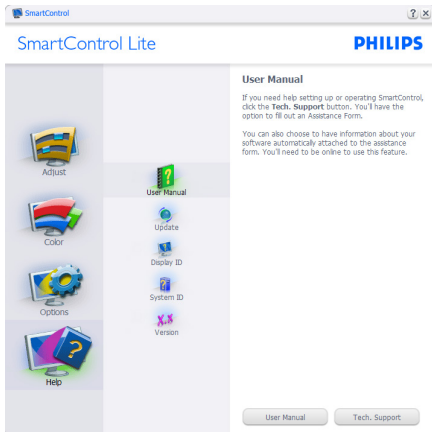 SmartControl
SmartControl Lite
PHILIPS
Adjust
Color
Options
Help
User Manual
Update
Display ID
System ID
X.X
Version
User Manual
If you need help setting up or operating SmartControl,
click the Tech. Support button. You'll have the
option to fill out an Assistance Form.
You can also choose to have information about your
software automatically attached to the assistance
form. You'll need to be online to use this feature.
User Manual
Tech. Support